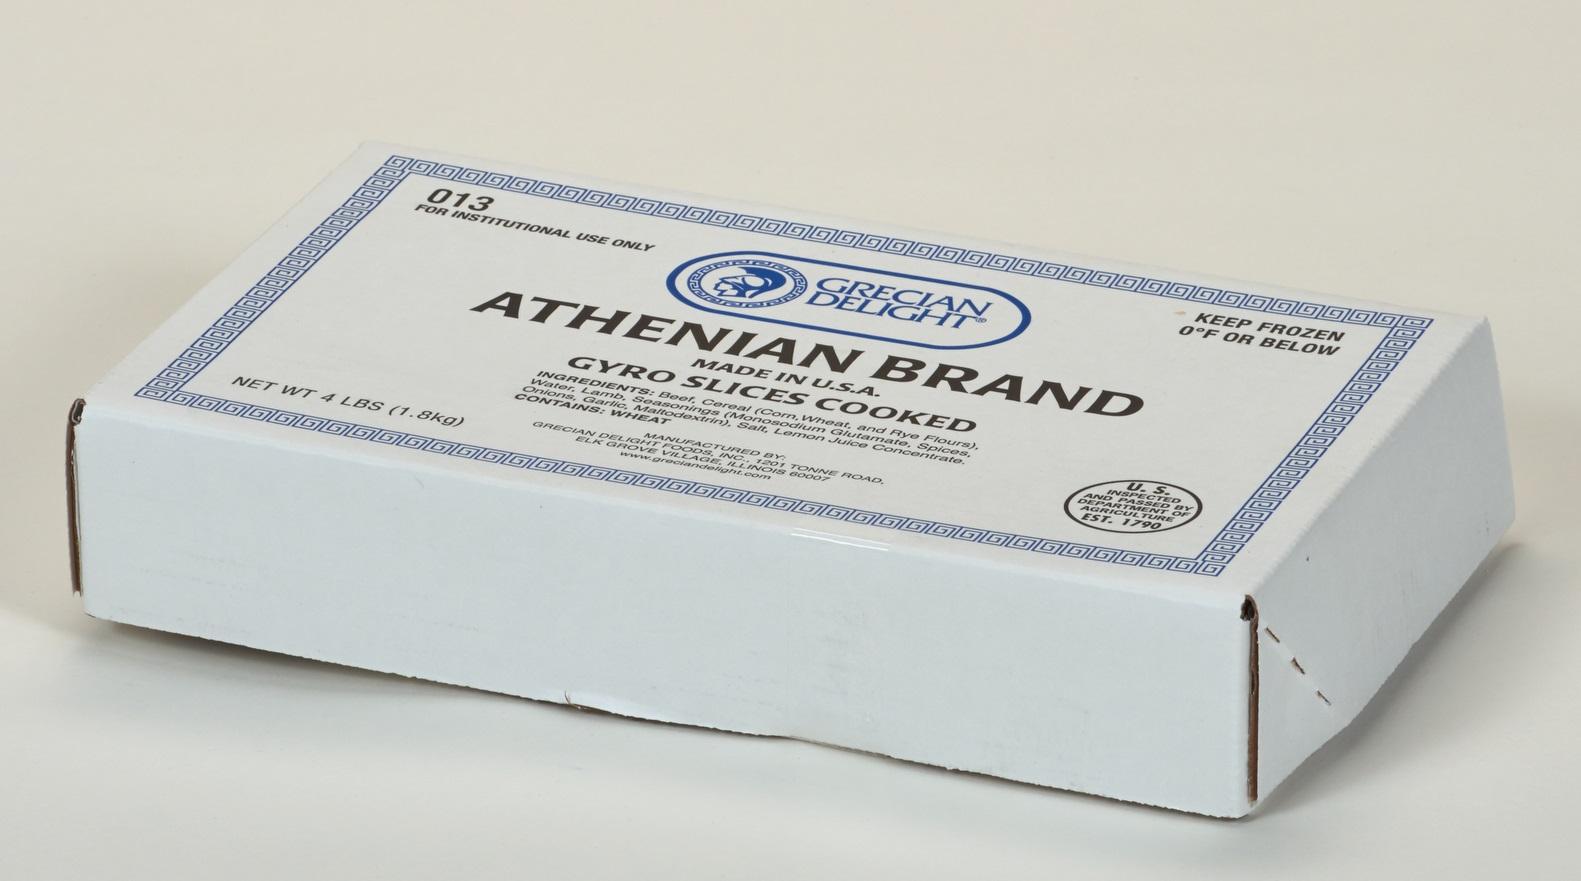 013
FOR INSTITUTIONAL USE ONLY
GRECIAN
DELIGHT®
KEEP FROZEN
0°F OR BELOW
ATHENIAN BRAND
MADE IN U.S.A.
GYRO SLICES COOKED
INGREDIENTS: Beef, Cereal (Corn, Wheat, and Rye Flours),
Water, Lamb, Seasonings (Monosodium Glutamate, Spices,
Onions, Garlic, Maltodextrin), Salt, Lemon Juice Concentrate.
CONTAINS: WHEAT
NET WT 4 LBS (1.8kg)
MANUFACTURED BY:
GRECIAN DELIGHT FOODS, INC., 1201 TONNE ROAD,
ELK GROVE VILLAGE, ILLINOIS 60007
www.greciandelight.com
U. S.
INSPECTED
AND PASSED BY
DEPARTMENT OF
AGRICULTURE
EST. 1790